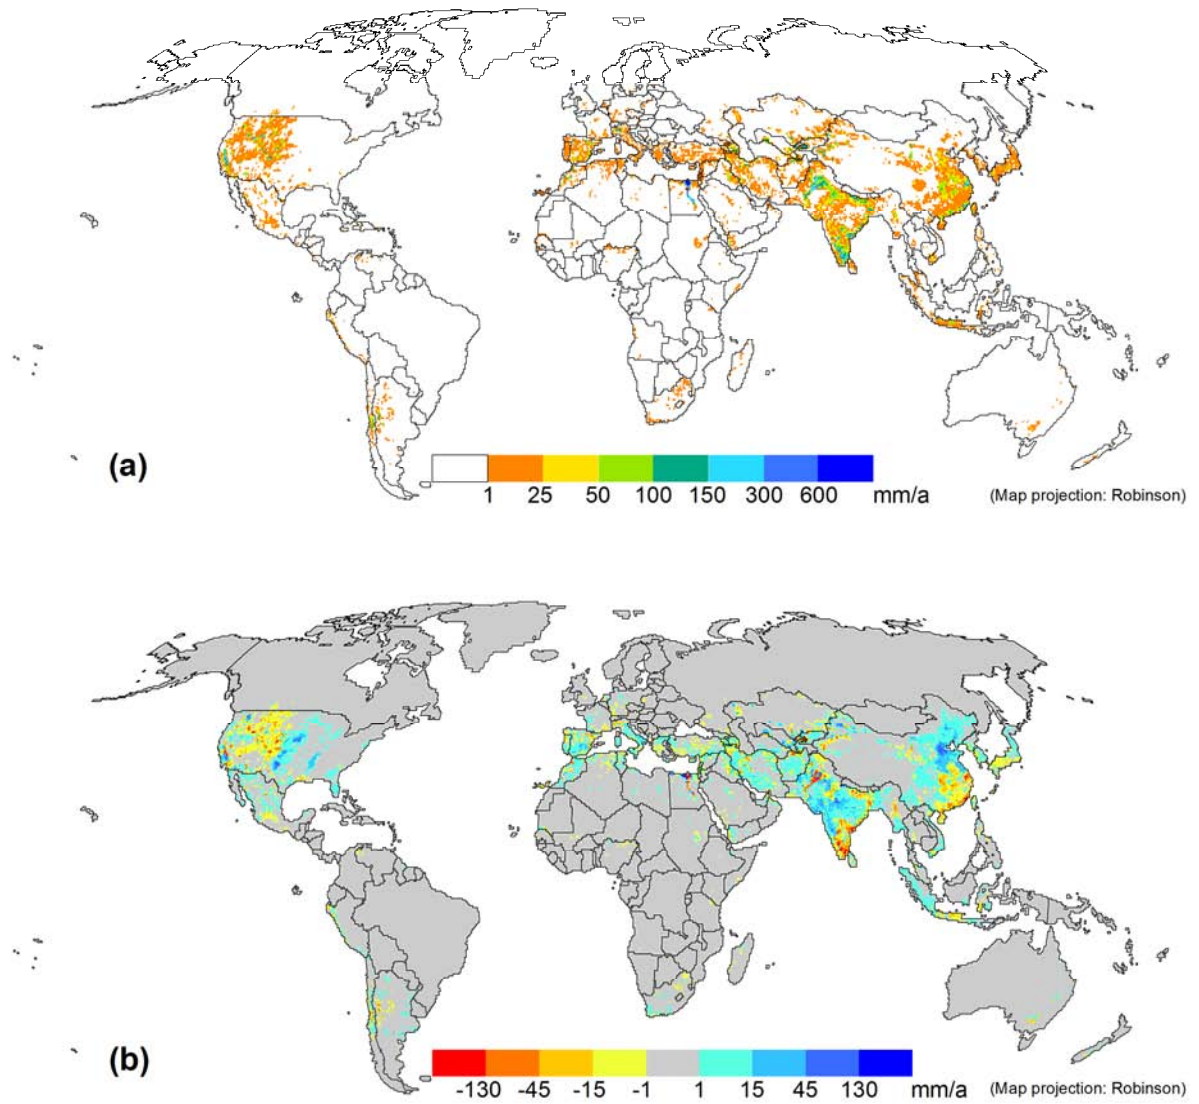 (a)
1 25 50 100 150 300 600 mm/a
(Map projection: Robinson)
(b)
-130 -45 -15 -1 1 15 45 130 mm/a
(Map projection: Robinson)